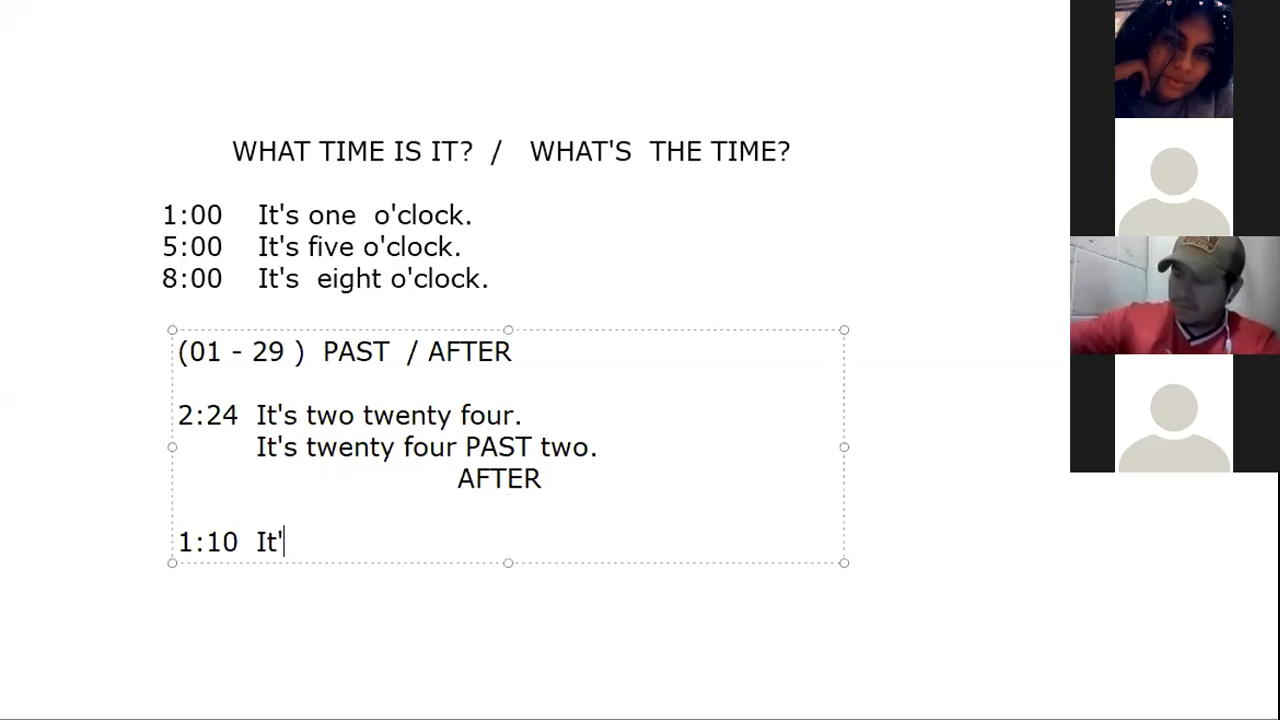 WHAT TIME IS IT? / WHAT'S THE TIME?
1:00 It's one o'clock.
5:00 It's five o'clock.
8:00 It's eight o'clock.
(01 - 29 ) PAST / AFTER
2:24 It's two twenty four.
It's twenty four PAST two.
AFTER
1:10 It'